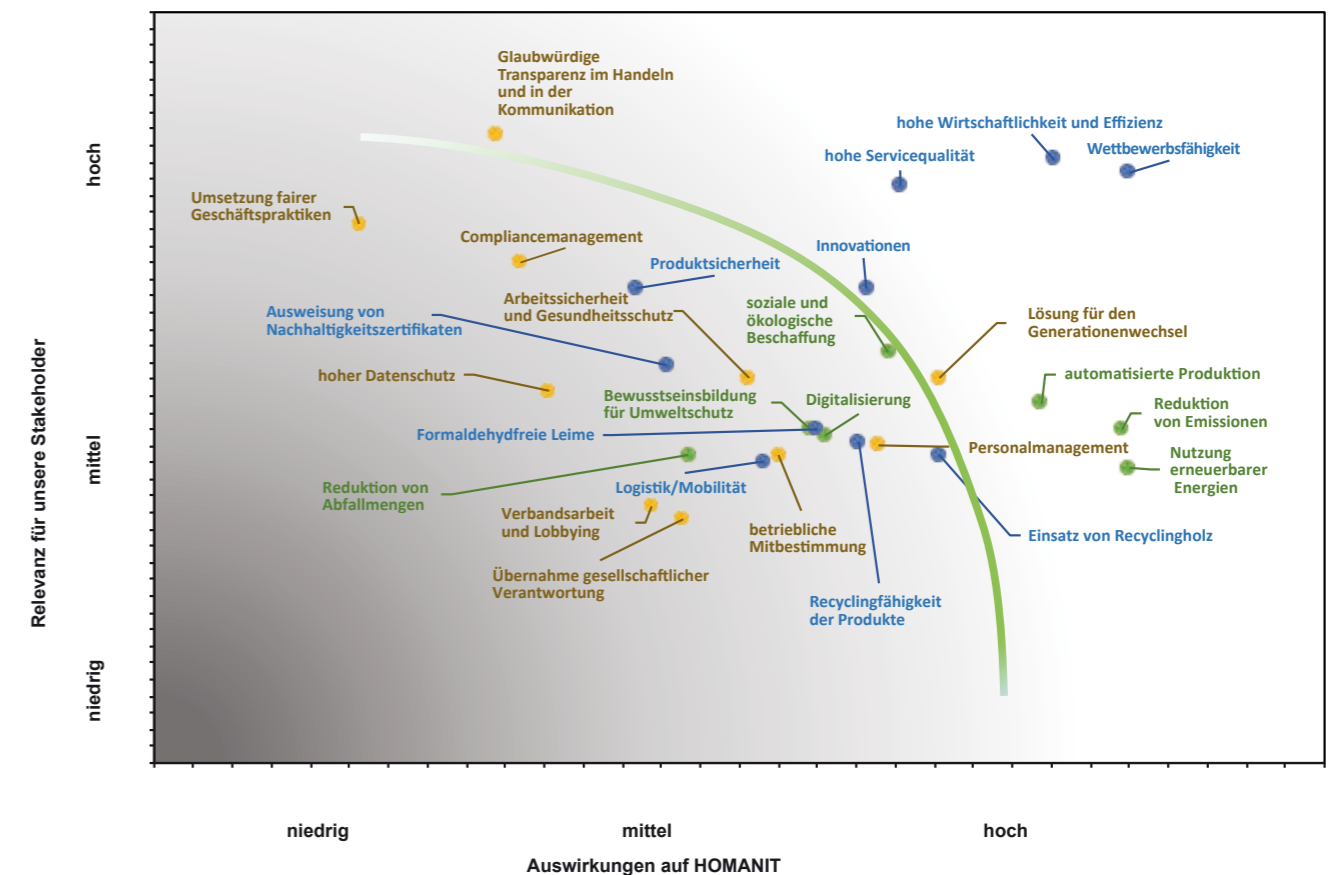 Glaubwürdige
Transparenz im Handeln
und in der
Kommunikation
hohe Wirtschaftlichkeit und Effizienz
hohe Servicequalität
Wettbewerbsfähigkeit
Umsetzung fairer
Geschäftspraktiken
Compliancemanagement
Innovationen
Produktsicherheit
Arbeitssicherheit
und Gesundheitsschutz
soziale und
ökologische
Beschaffung
Ausweisung von
Nachhaltigkeitszertifikaten
Lösung für den
Generationenwechsel
hoher Datenschutz
automatisierte Produktion
Bewusstseinsbildung
für Umweltschutz
Digitalisierung
Reduktion
von Emissionen
Formaldehydfreie Leime
Personalmanagement
Nutzung
erneuerbarer
Energien
Reduktion von
Abfallmengen
Logistik/Mobilität
Verbandsarbeit
und Lobbying
betriebliche
Mitbestimmung
Einsatz von Recyclingholz
Übernahme gesellschaftlicher
Verantwortung
Recyclingfähigkeit
der Produkte
Relevanz für unsere Stakeholder
hoch
mittel
niedrig
niedrig
mittel
hoch
Auswirkungen auf HOMANIT